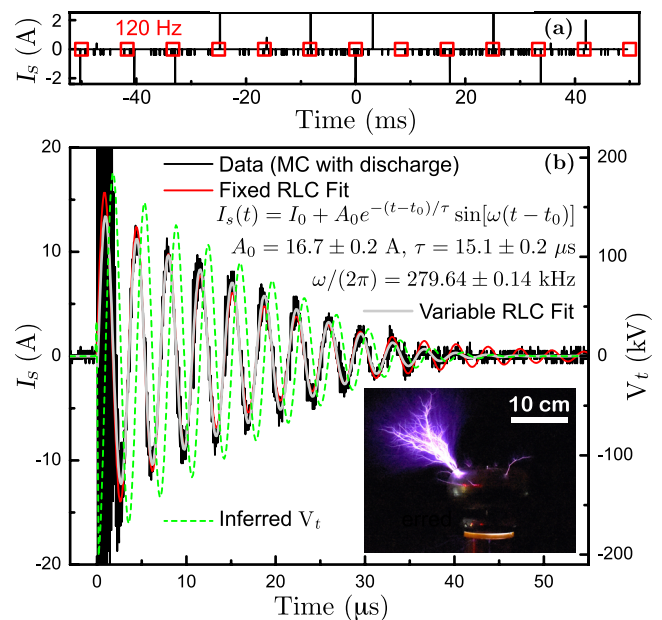 120 Hz
(a)
2
0
-2
I_s (A)
-40 -20 0 20 40
Time (ms)
(b)
Data (MC with discharge)
Fixed RLC Fit
I_s(t) = I_0 + A_0e^{-(t-t_0)/τ} sin[ω(t − t_0)]
A_0 = 16.7 ± 0.2 A, τ = 15.1 ± 0.2 μs
ω/(2π) = 279.64 ± 0.14 kHz
Variable RLC Fit
20
10
0
-10
-20
I_s (A)
200
100
0
-100
-200
V_t (kV)
10 cm
Inferred V_t
erred
0 10 20 30 40 50
Time (μs)